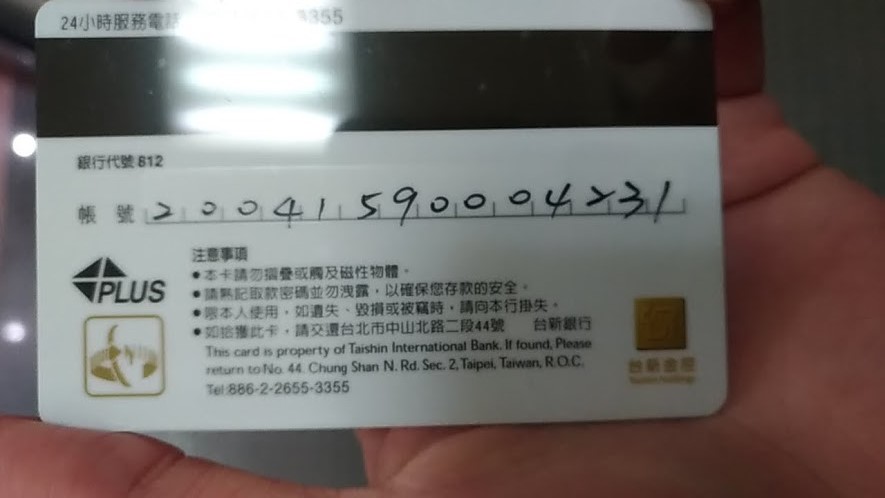 24小時服務電話 3355
銀行代號 812
帳號 20041590004231
PLUS
注意事項
●本卡請勿摺疊或觸及磁性物體。
●請熟記取款密碼並勿洩露，以確保您存款的安全。
●限本人使用，如遺失、毀損或被竊時，請向本行掛失。
●如拾獲此卡，請交還台北市中山北路二段44號 台新銀行
This card is property of Taishin International Bank. If found, Please
return to No. 44. Chung Shan N. Rd. Sec. 2, Taipei, Taiwan, R.O.C.
Tel:886-2-2655-3355
台新金控